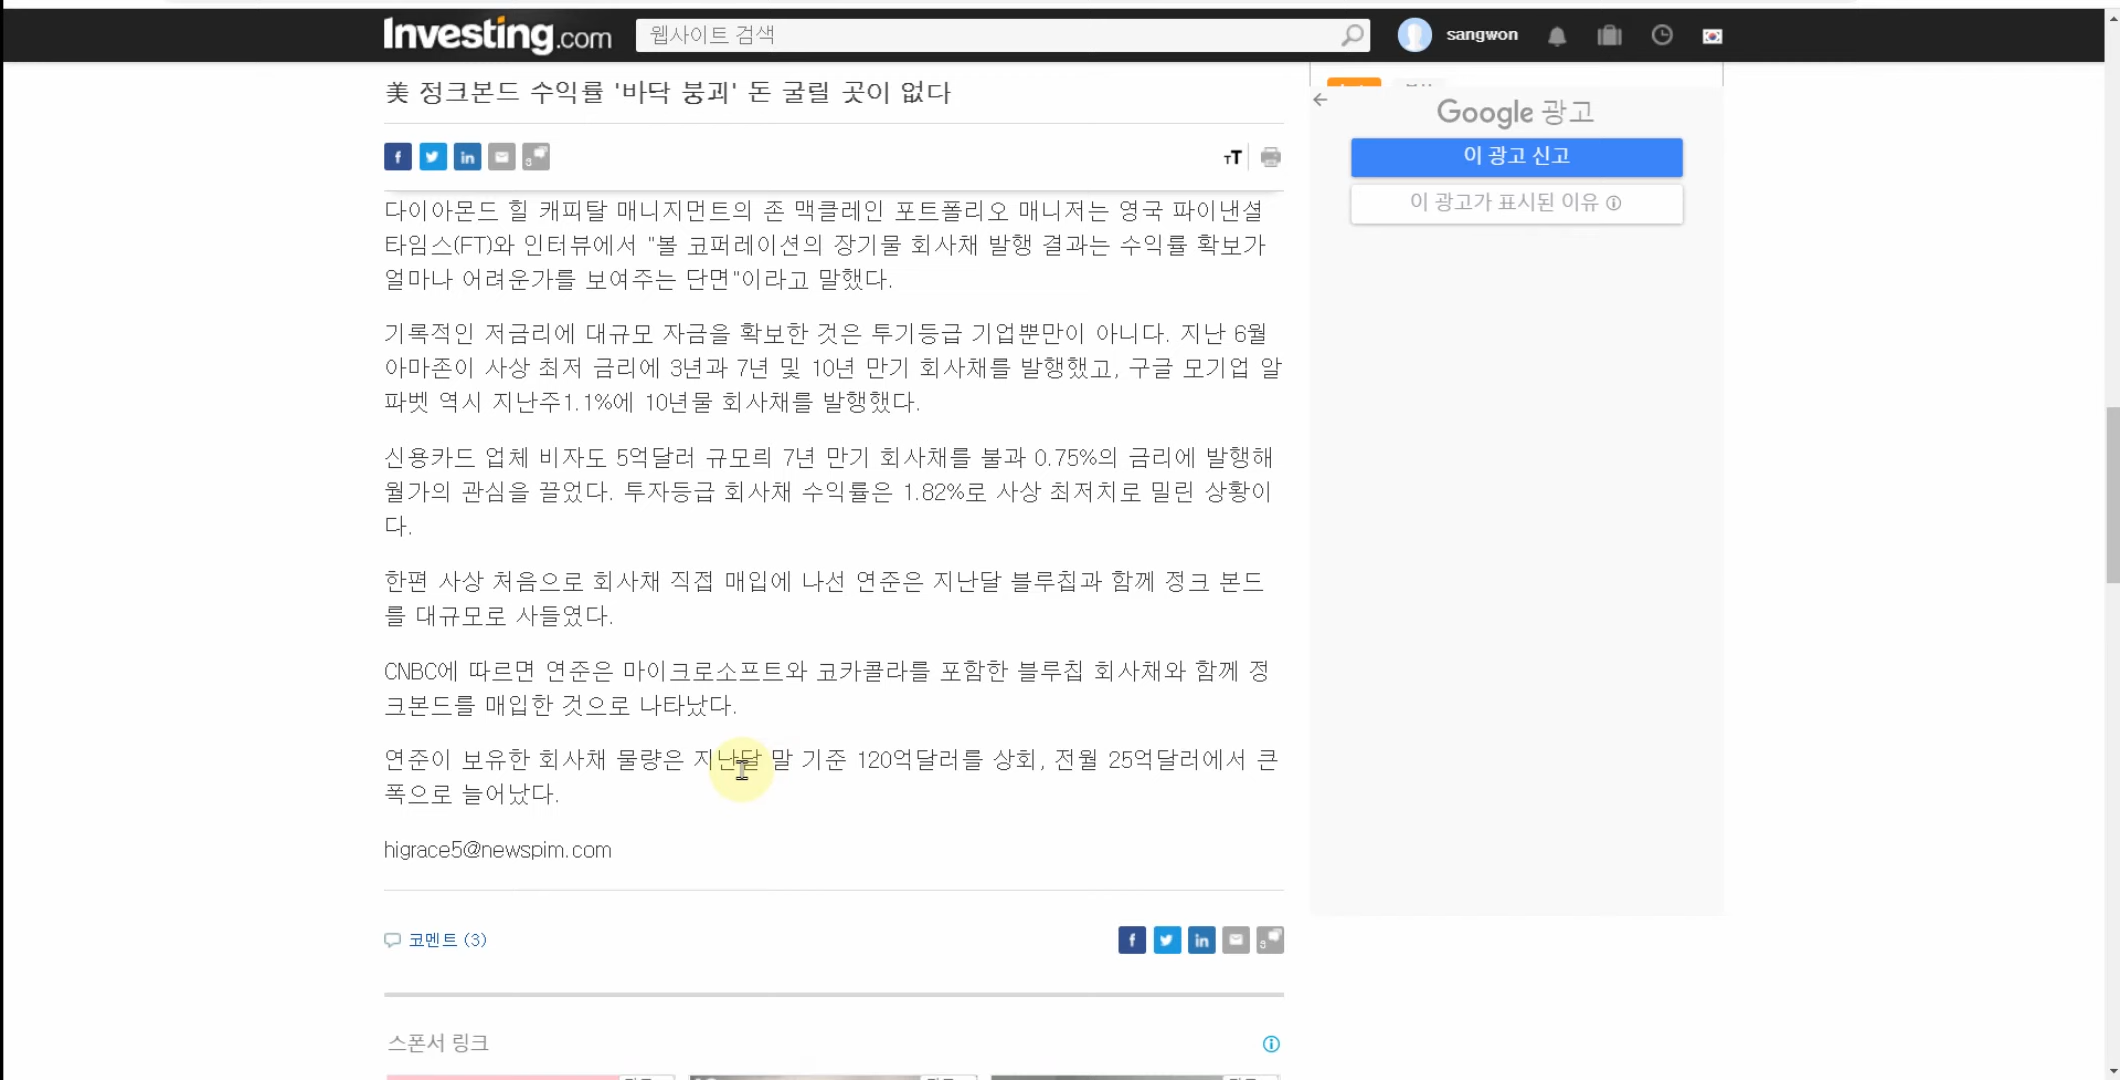 Investing.com
웹사이트 검색
sangwon
美 정크본드 수익률 '바닥 붕괴' 돈 굴릴 곳이 없다
3
тT
다이아몬드 힐 캐피탈 매니지먼트의 존 맥클레인 포트폴리오 매니저는 영국 파이낸셜
타임스(FT)와 인터뷰에서 "볼 코퍼레이션의 장기물 회사채 발행 결과는 수익률 확보가
얼마나 어려운가를 보여주는 단면"이라고 말했다.
기록적인 저금리에 대규모 자금을 확보한 것은 투기등급 기업뿐만이 아니다. 지난 6월
아마존이 사상 최저 금리에 3년과 7년 및 10년 만기 회사채를 발행했고, 구글 모기업 알
파벳 역시 지난주1.1%에 10년물 회사채를 발행했다.
신용카드 업체 비자도 5억달러 규모릐 7년 만기 회사채를 불과 0.75%의 금리에 발행해
월가의 관심을 끌었다. 투자등급 회사채 수익률은 1.82%로 사상 최저치로 밀린 상황이
다.
한편 사상 처음으로 회사채 직접 매입에 나선 연준은 지난달 블루칩과 함께 정크 본드
를 대규모로 사들였다.
CNBC에 따르면 연준은 마이크로소프트와 코카콜라를 포함한 블루칩 회사채와 함께 정
크본드를 매입한 것으로 나타났다.
연준이 보유한 회사채 물량은 지난달 말 기준 120억달러를 상회, 전월 25억달러에서 큰
폭으로 늘어났다.
higrace5@newspim.com
코멘트 (3)
3
스폰서 링크
Google 광고
이 광고 신고
이 광고가 표시된 이유